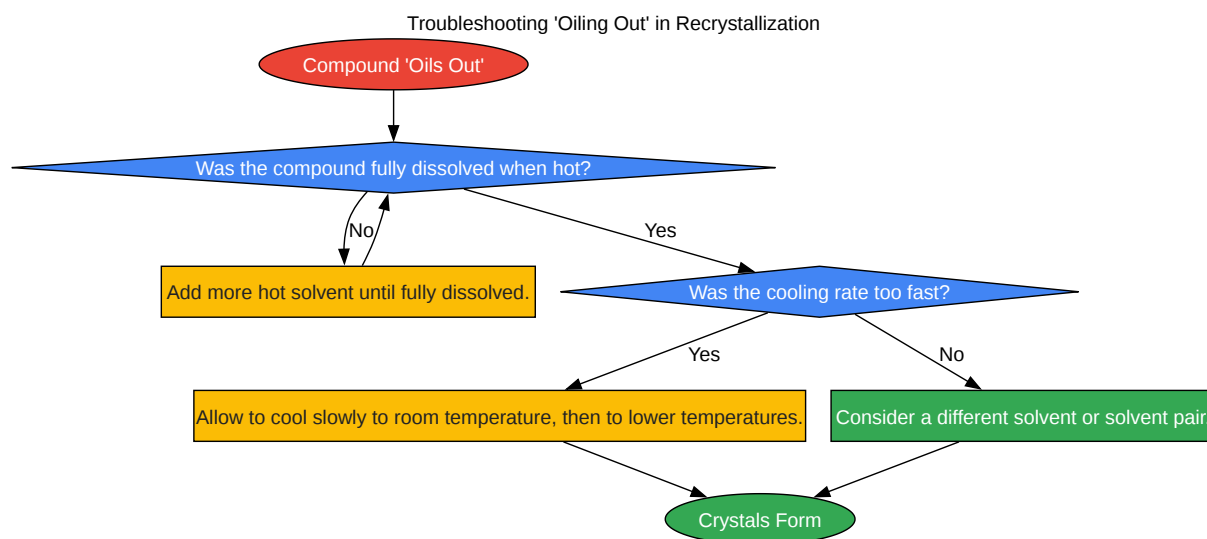 Troubleshooting 'Oiling Out' in Recrystallization
Compound 'Oils Out'
Was the compound fully dissolved when hot?
No
Yes
Add more hot solvent until fully dissolved.
Was the cooling rate too fast?
Yes
No
Allow to cool slowly to room temperature, then to lower temperatures.
Consider a different solvent or solvent pair.
Crystals Form